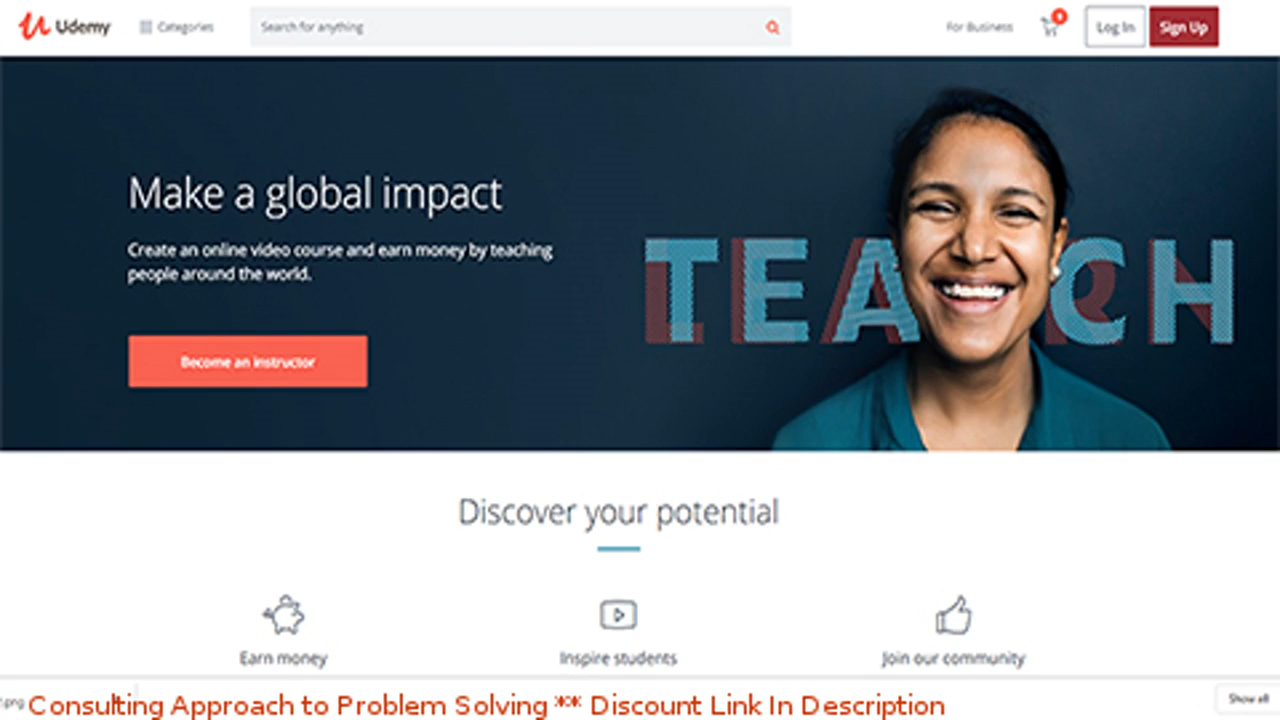 Udemy
Categories
Search for anything
For Business
Log In
Sign Up
Make a global impact
Create an online video course and earn money by teaching
people around the world.
Become an instructor
TEACH
Discover your potential
Earn money
Inspire students
Join our community
.png
Consulting Approach to Problem Solving ** Discount Link In Description
Show all